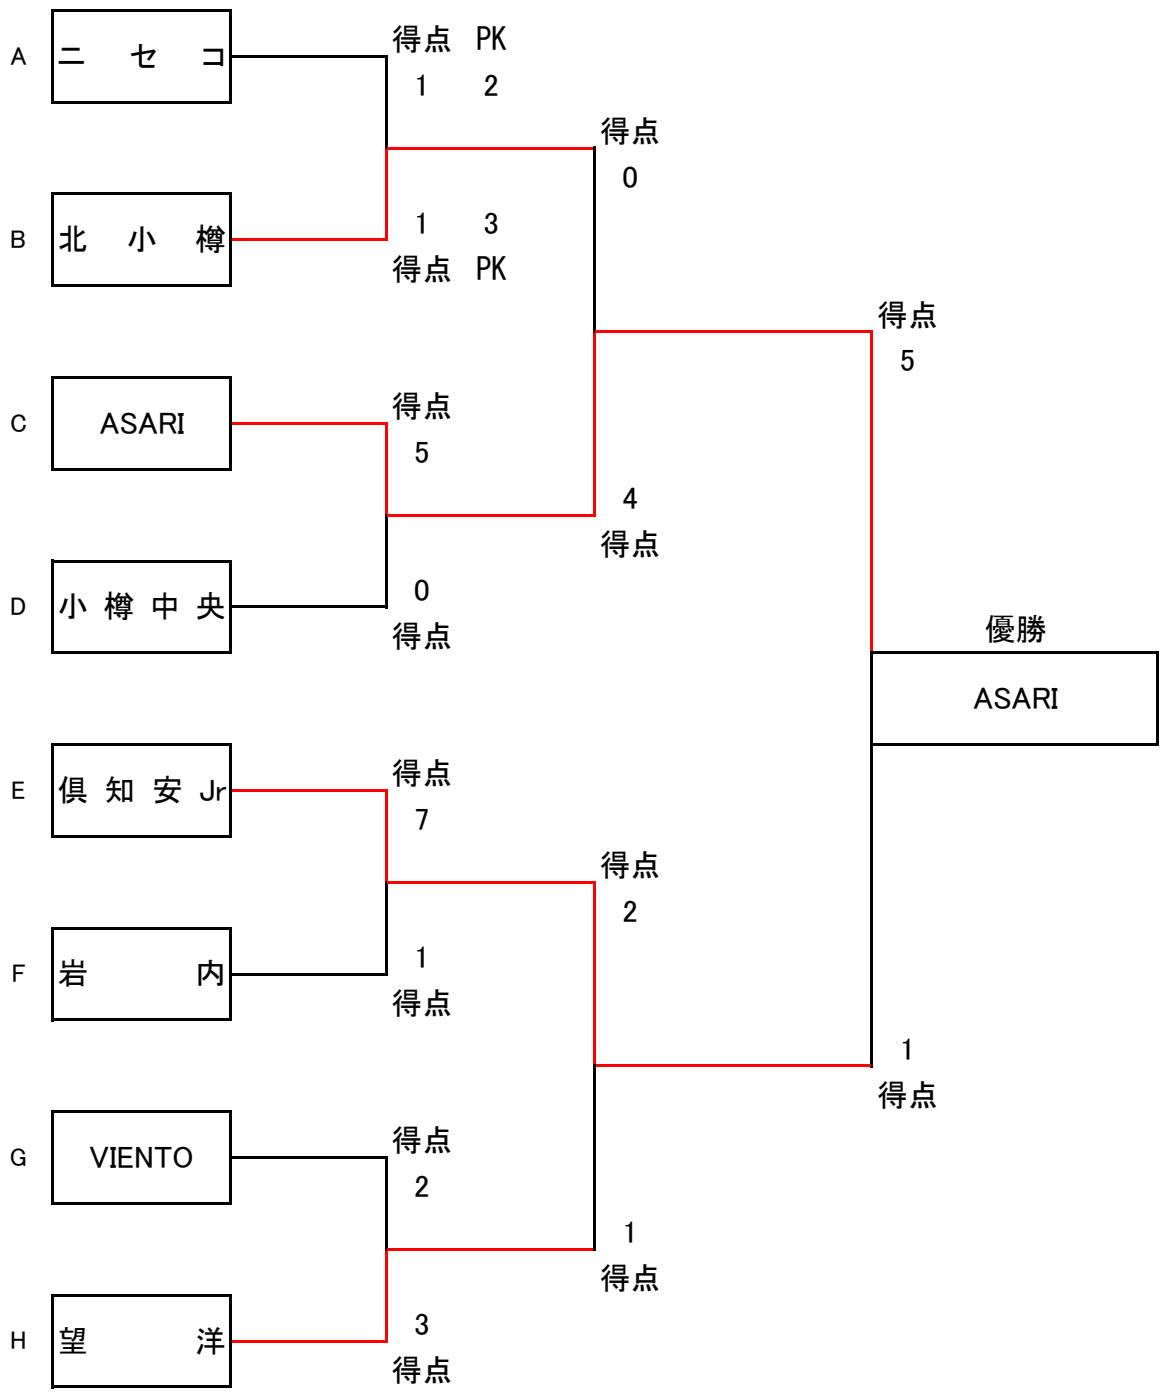 得点 PK
A ニセコ
1 2
得点
0
1 3
B 北小樽
得点 PK
得点
5
得点
C ASARI
5
4
得点
0
D 小樽中央
得点
優勝
ASARI
得点
E 倶知安Jr
7
得点
2
1
F 岩内
得点
1
得点
得点
G VIENTO
2
1
得点
3
H 望洋
得点